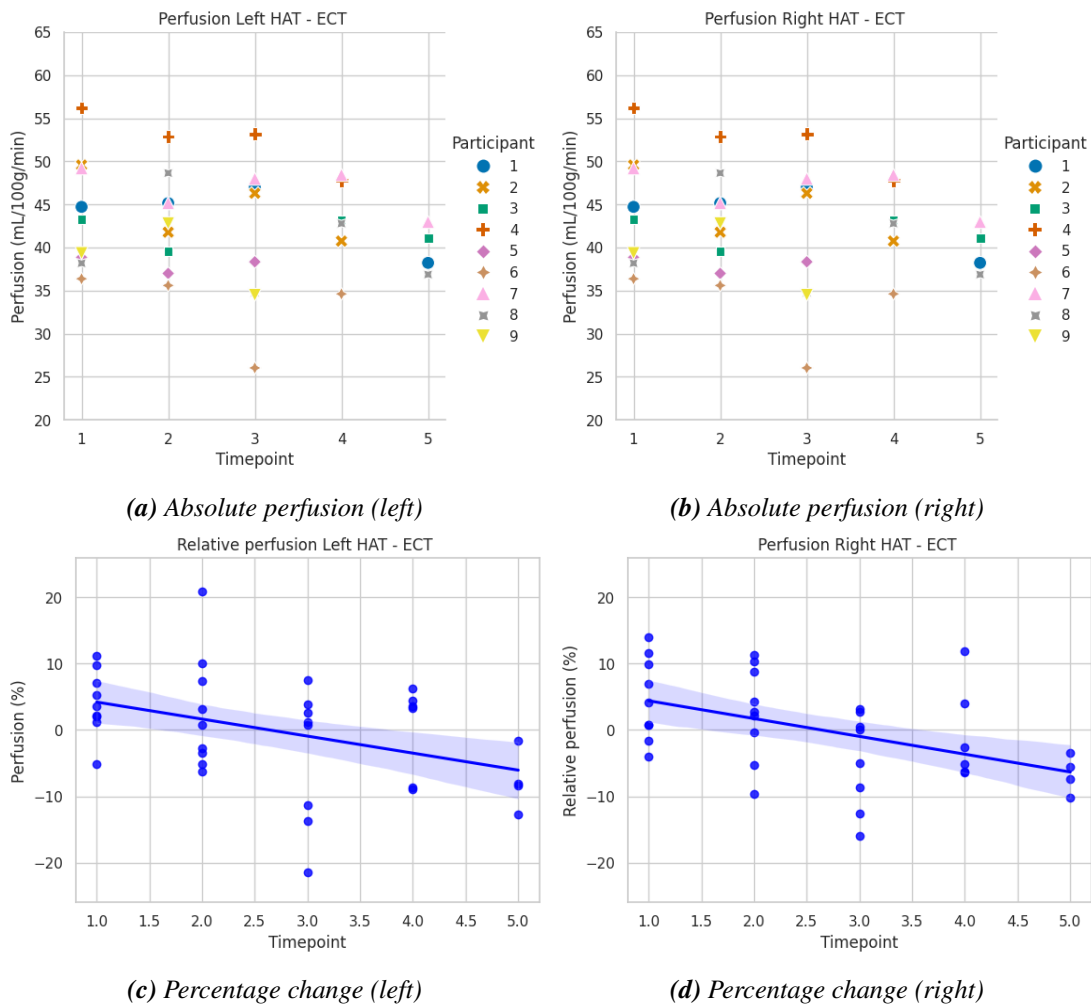 Perfusion Left HAT - ECT
65
60
55
50
45
40
35
30
25
20
Perfusion (mL/100g/min)
1 2 3 4 5
Timepoint
Participant
1
2
3
4
5
6
7
8
9
(a) Absolute perfusion (left)
Perfusion Right HAT - ECT
65
60
55
50
45
40
35
30
25
20
Perfusion (mL/100g/min)
1 2 3 4 5
Timepoint
Participant
1
2
3
4
5
6
7
8
9
(b) Absolute perfusion (right)
Relative perfusion Left HAT - ECT
20
10
0
−10
−20
Perfusion (%)
1.0 1.5 2.0 2.5 3.0 3.5 4.0 4.5 5.0
Timepoint
(c) Percentage change (left)
Perfusion Right HAT - ECT
20
10
0
−10
−20
Relative perfusion (%)
1.0 1.5 2.0 2.5 3.0 3.5 4.0 4.5 5.0
Timepoint
(d) Percentage change (right)